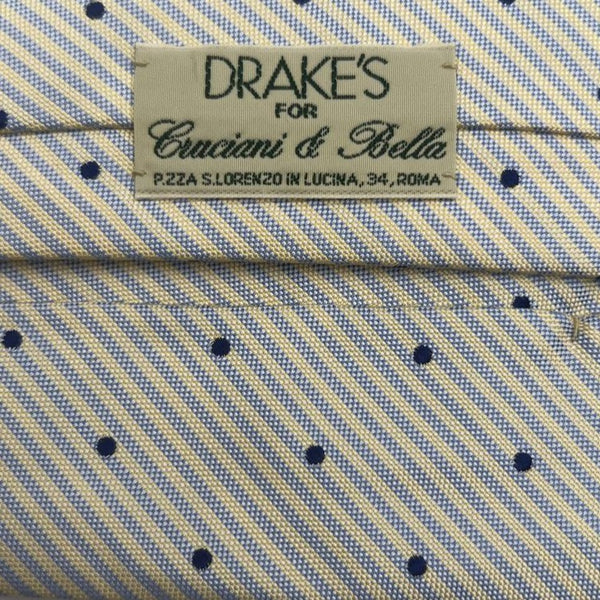 DRAKE'S
FOR
Cruciani & Bella
P.ZZA S.LORENZO IN LUCINA, 34, ROMA